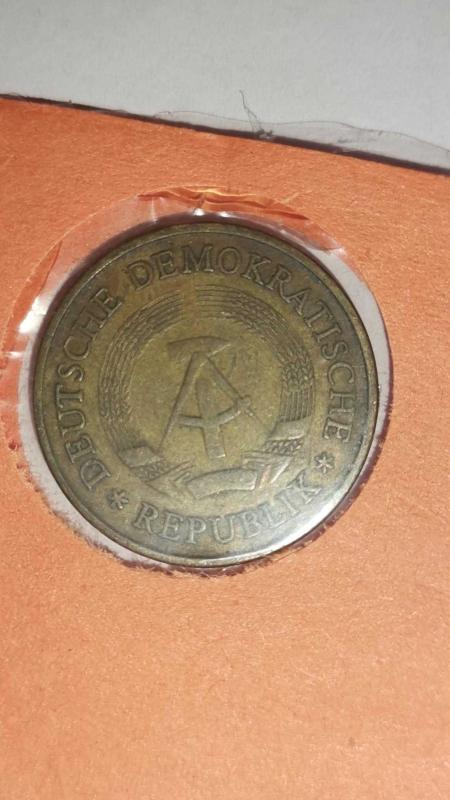 DEUTSCHE DEMOKRATISCHE
* REPUBLIK *